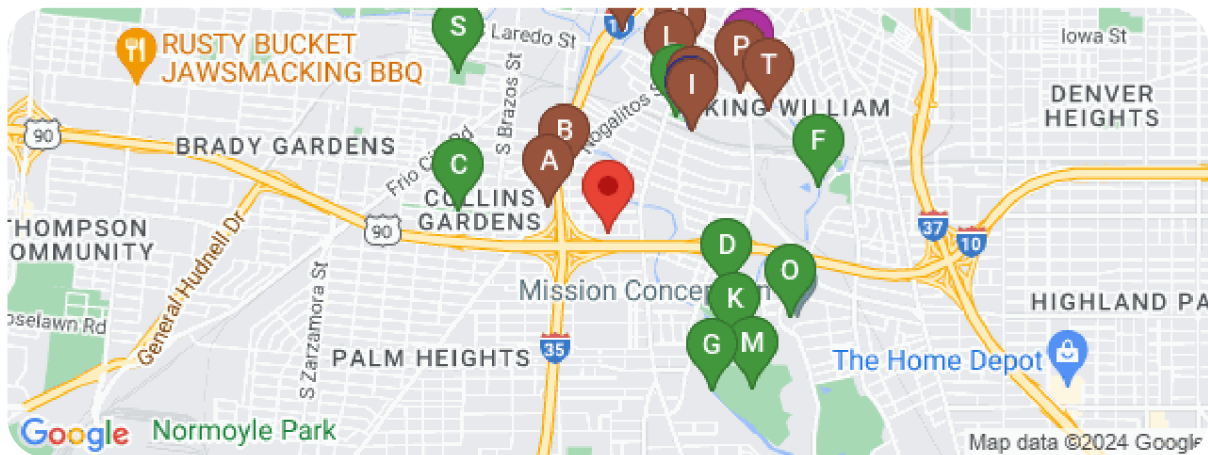 S
Laredo St
10
L
P
T
I
Iowa St
RUSTY BUCKET
JAWSMACKING BBQ
S Brazos St
Nogalitos
KING WILLIAM
DENVER
HEIGHTS
90
BRADY GARDENS
B
F
A
C
Frio City Rd
COLLINS
GARDENS
THOMPSON
OMMUNITY
90
General Hudnell Dr
37
10
D
O
Mission Concep
K
HIGHLAND PA
S Zarzamora St
oselawn Rd
PALM HEIGHTS
35
G
M
The Home Depot
Google
Normoyle Park
Map data ©2024 Google